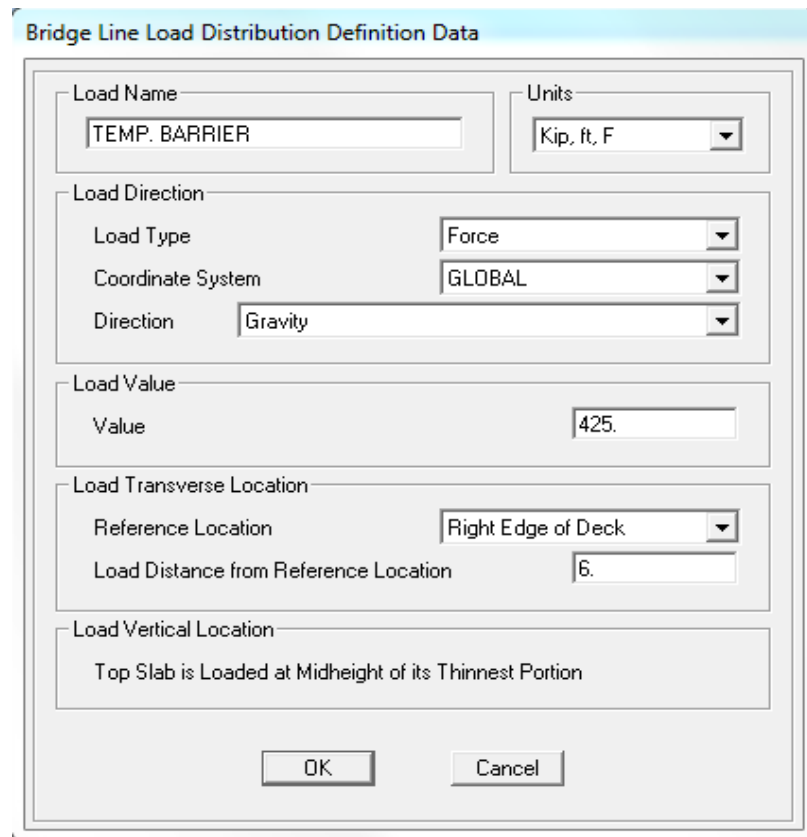 Bridge Line Load Distribution Definition Data
Load Name
Units
TEMP. BARRIER
Kip, ft, F
Load Direction
Load Type
Force
Coordinate System
GLOBAL
Direction
Gravity
Load Value
Value
425.
Load Transverse Location
Reference Location
Right Edge of Deck
Load Distance from Reference Location
6.
Load Vertical Location
Top Slab is Loaded at Midheight of its Thinnest Portion
OK
Cancel